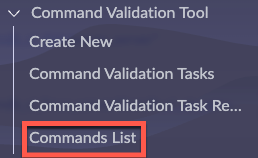 Command Validation Tool
Create New
Command Validation Tasks
Command Validation Task Re...
Commands List